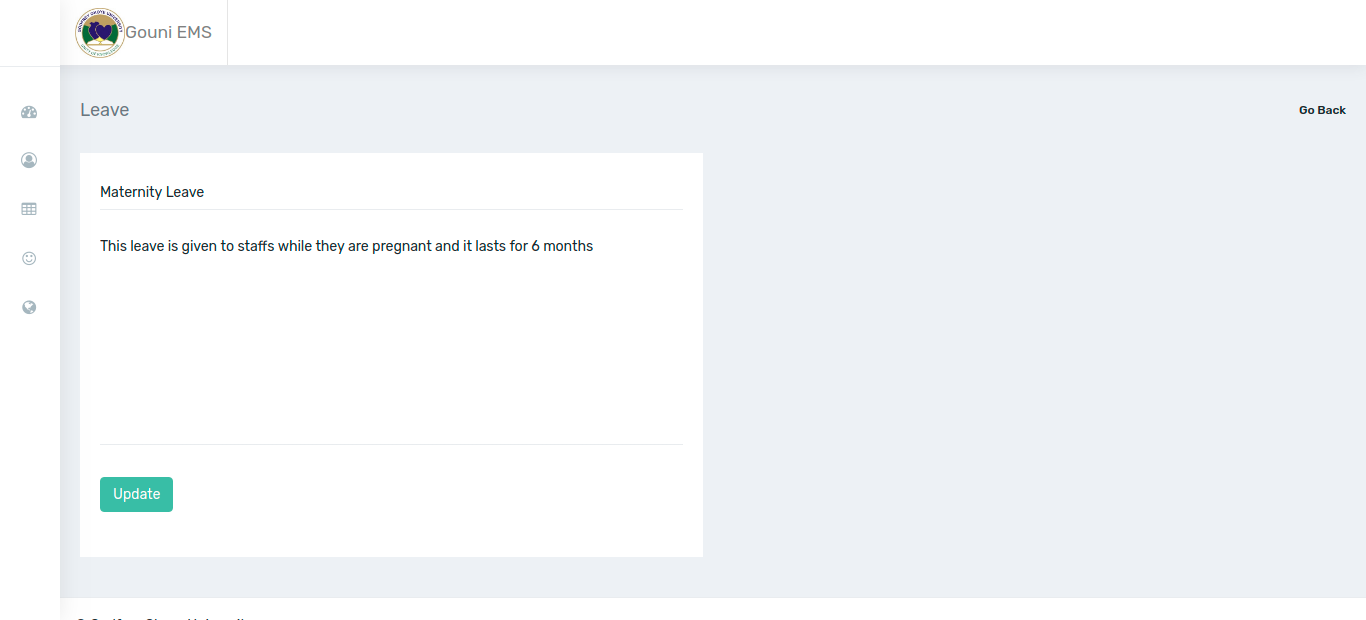 Gouni EMS
Leave
Go Back
Maternity Leave
This leave is given to staffs while they are pregnant and it lasts for 6 months
Update